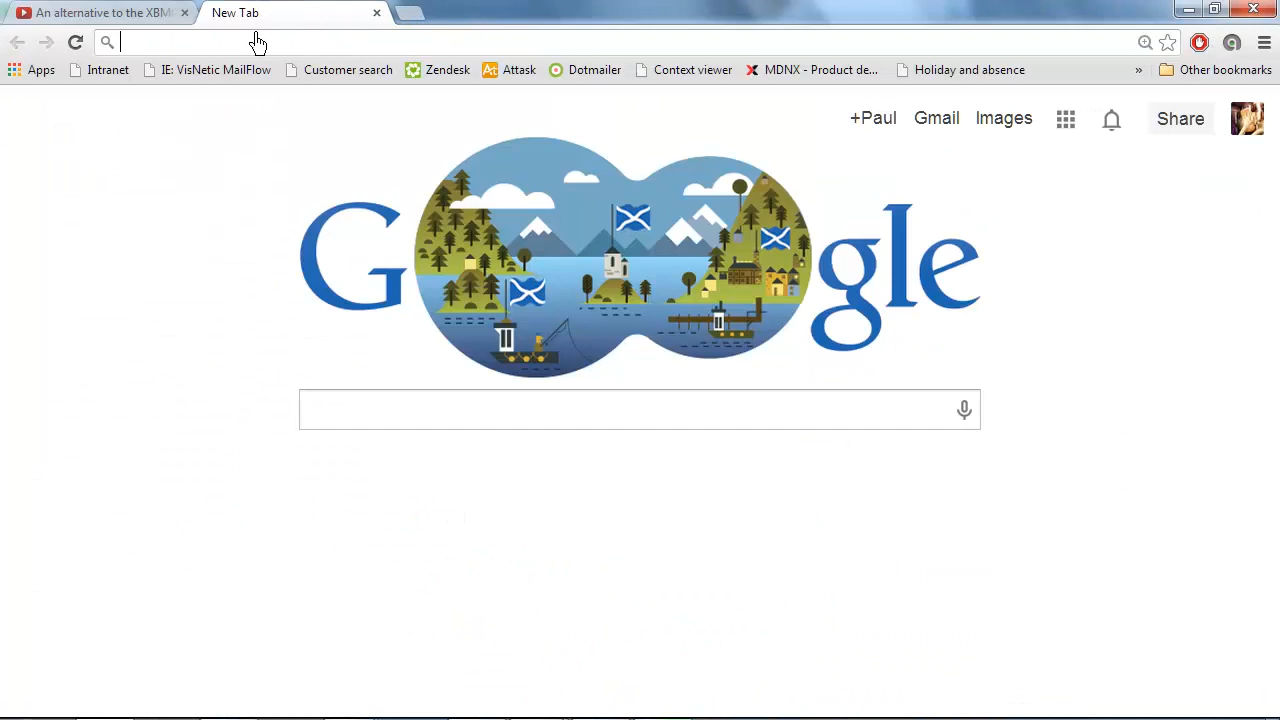 An alternative to the XBM
New Tab
Apps
Intranet
IE: VisNetic MailFlow
Customer search
Zendesk
At Attask
Dotmailer
Context viewer
MDNX - Product de...
Holiday and absence
»
Other bookmarks
+Paul
Gmail
Images
Share
G gle